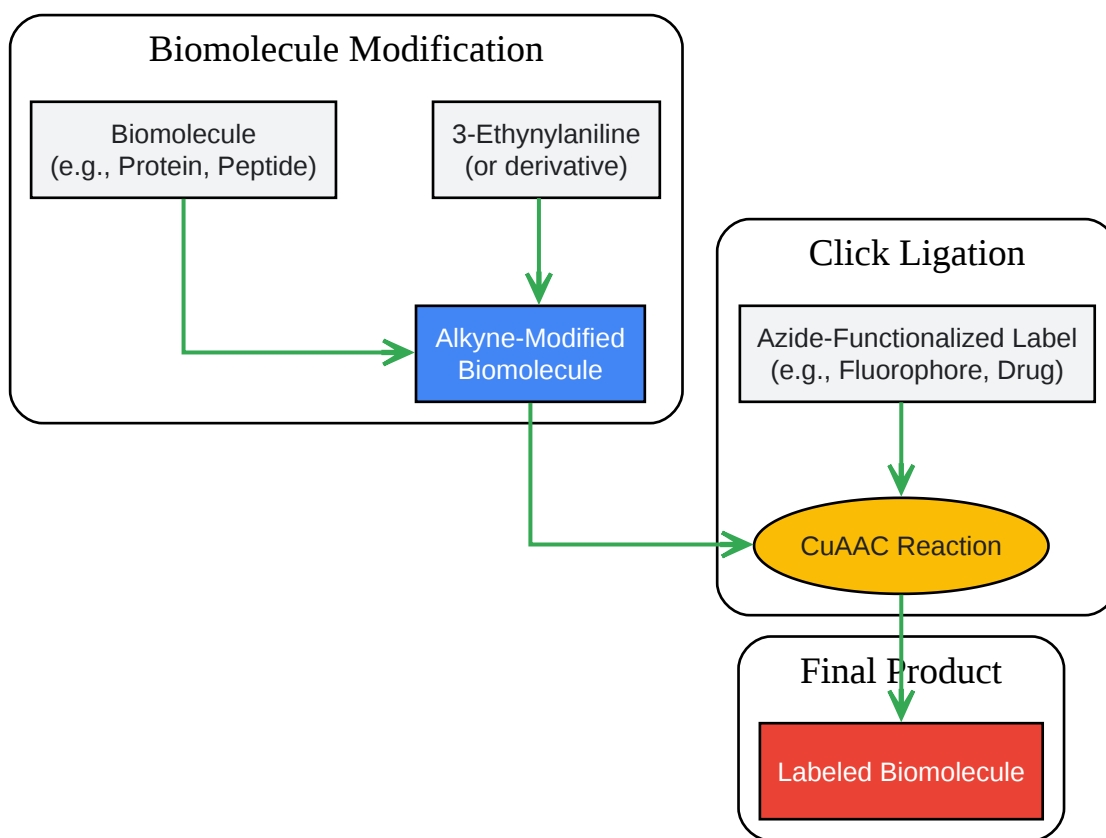 Biomolecule Modification
Biomolecule
(e.g., Protein, Peptide)
3-Ethynylaniline
(or derivative)
Alkyne-Modified
Biomolecule
Click Ligation
Azide-Functionalized Label
(e.g., Fluorophore, Drug)
CuAAC Reaction
Final Product
Labeled Biomolecule